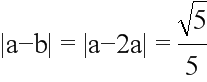 |a−b| = |a−2a| = √5/5